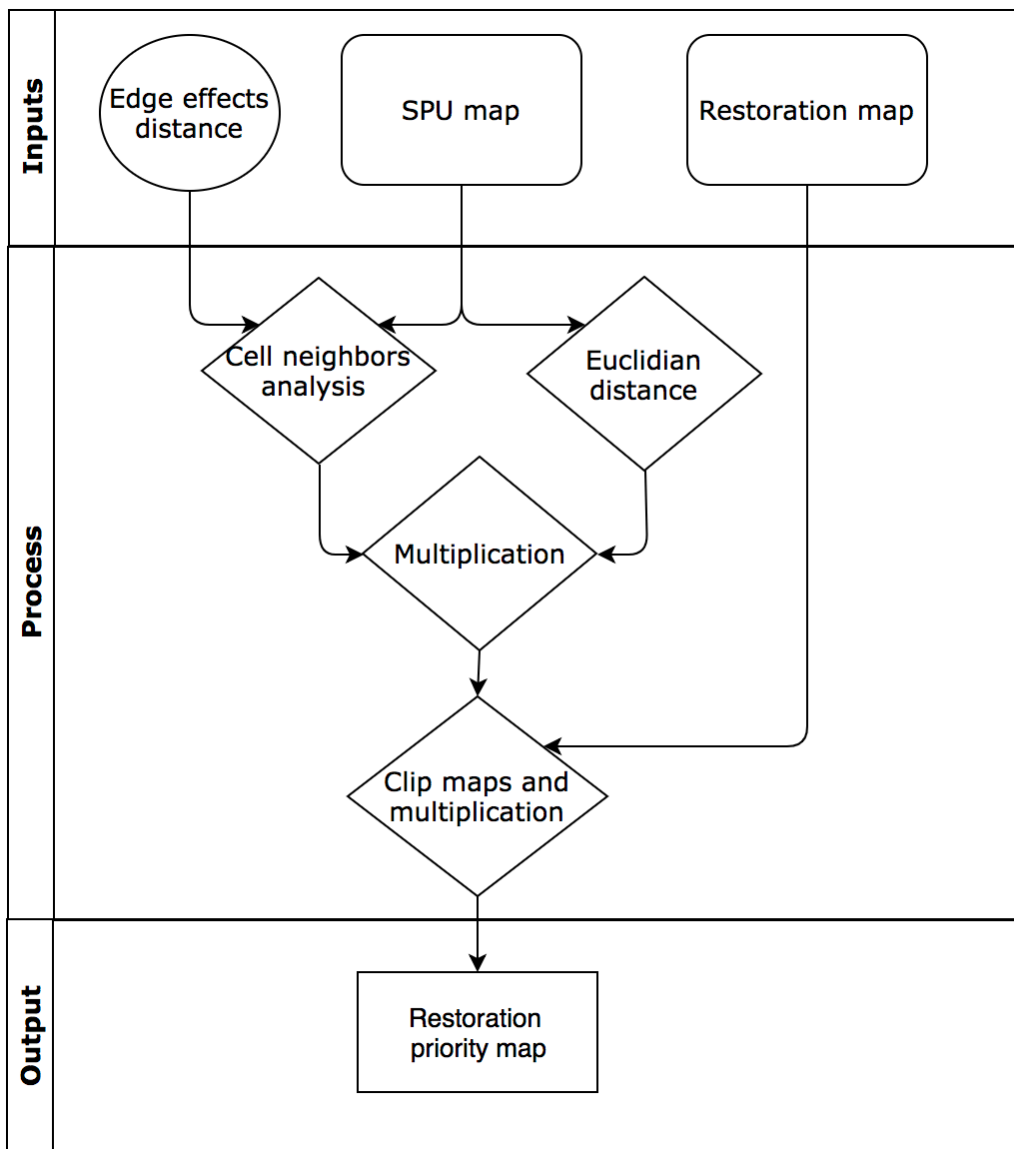 Inputs
Edge effects
distance
SPU map
Restoration map
Process
Cell neighbors
analysis
Euclidian
distance
Multiplication
Clip maps and
multiplication
Output
Restoration
priority map